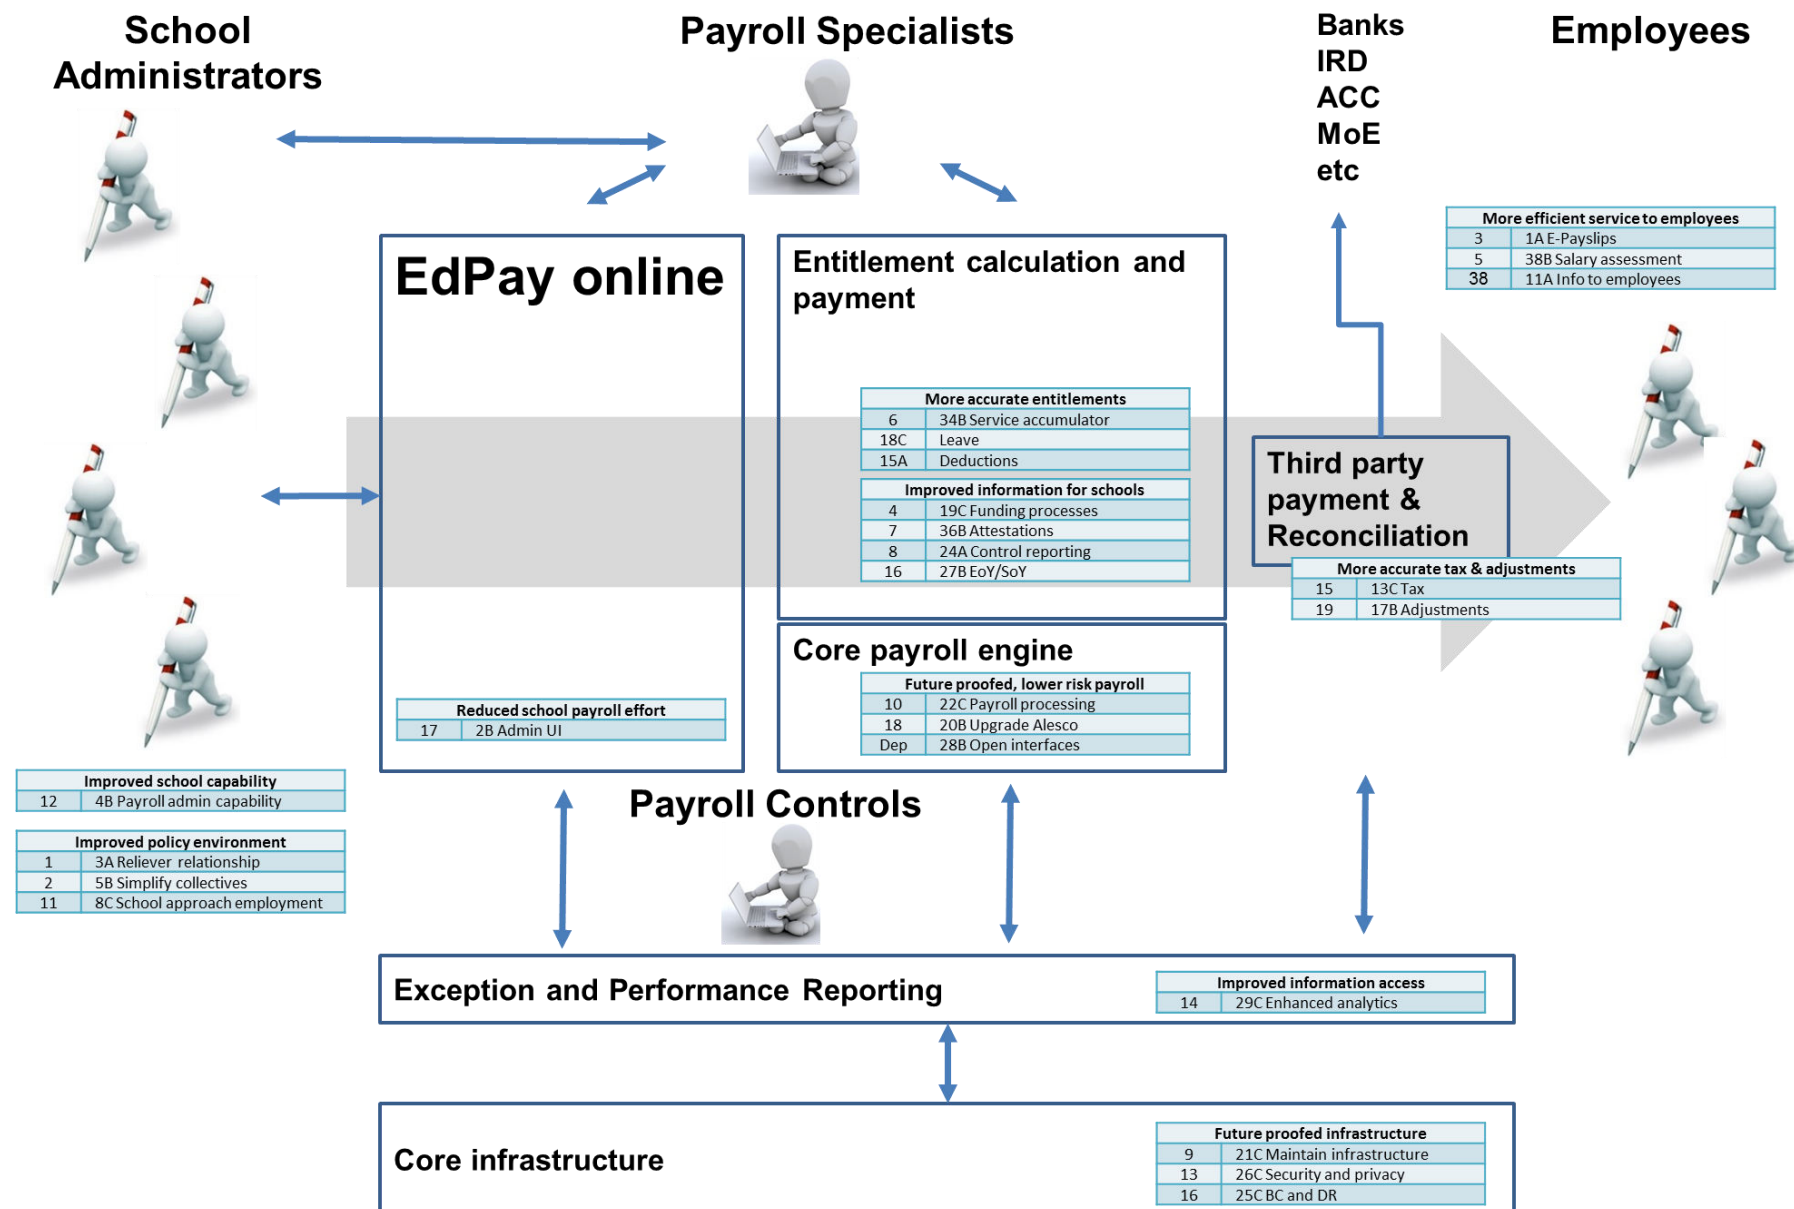 School
Administrators
Payroll Specialists
Banks
IRD
ACC
MoE
etc
Employees
More efficient service to employees
3 1A E-Payslips
5 38B Salary assessment
38 11A Info to employees
EdPay online
Entitlement calculation and
payment
More accurate entitlements
6 34B Service accumulator
18C Leave
15A Deductions
Improved information for schools
4 19C Funding processes
7 36B Attestations
8 24A Control reporting
16 27B EoY/SoY
Third party
payment &
Reconciliation
More accurate tax & adjustments
15 13C Tax
19 17B Adjustments
Core payroll engine
Future proofed, lower risk payroll
10 22C Payroll processing
18 20B Upgrade Alesco
Dep 28B Open interfaces
Reduced school payroll effort
17 2B Admin UI
Improved school capability
12 4B Payroll admin capability
Improved policy environment
1 3A Reliever relationship
2 5B Simplify collectives
11 8C School approach employment
Payroll Controls
Exception and Performance Reporting
Improved information access
14 29C Enhanced analytics
Core infrastructure
Future proofed infrastructure
9 21C Maintain infrastructure
13 26C Security and privacy
16 25C BC and DR